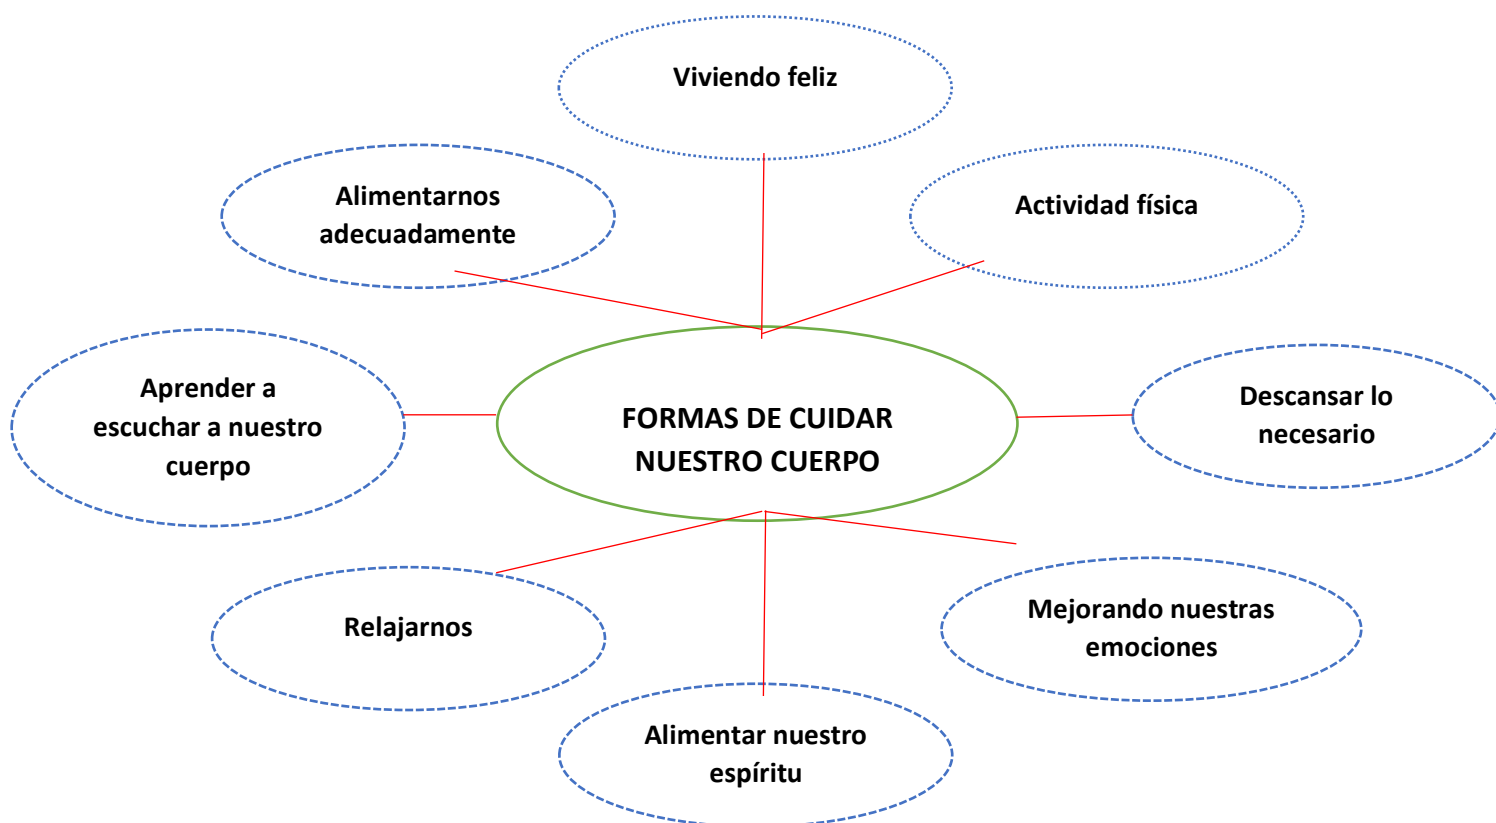 Viviendo feliz
Alimentarnos
adecuadamente
Actividad física
Aprender a
escuchar a nuestro
cuerpo
FORMAS DE CUIDAR
NUESTRO CUERPO
Descansar lo
necesario
Relajarnos
Mejorando nuestras
emociones
Alimentar nuestro
espíritu